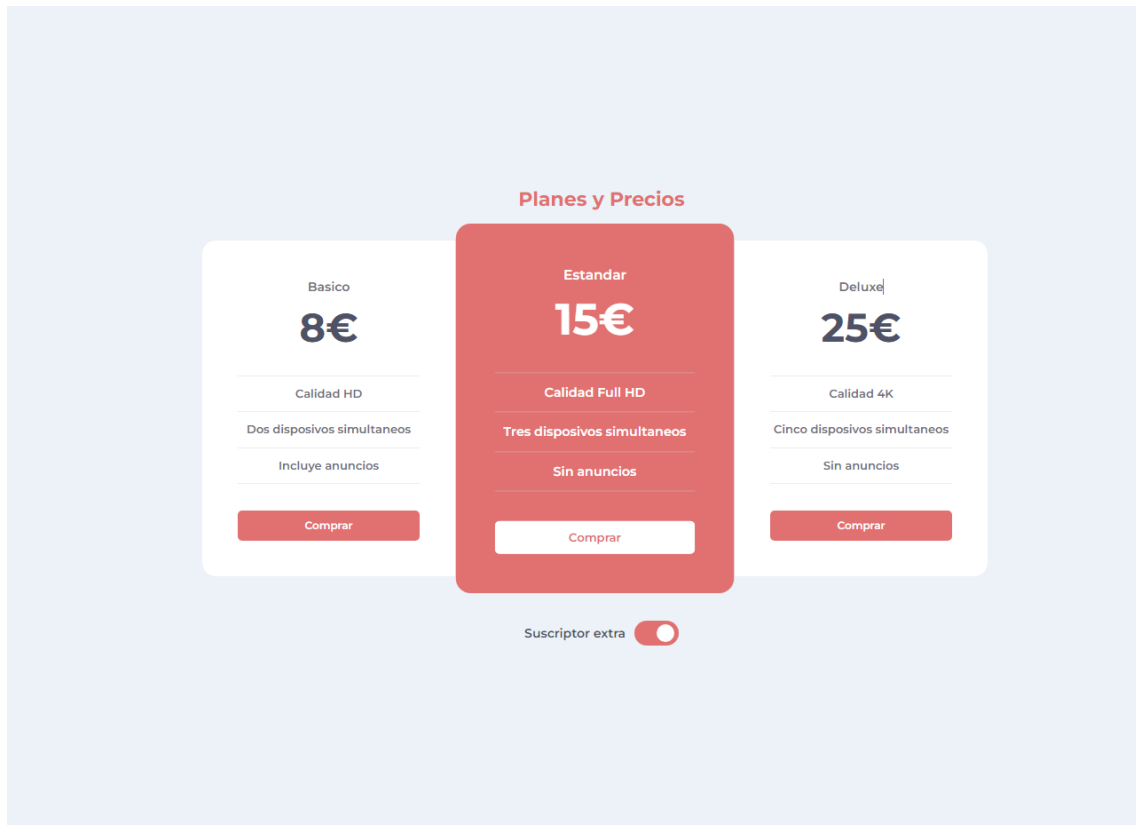 Planes y Precios
Basico
8€
Calidad HD
Dos disposivos simultaneos
Incluye anuncios
Comprar
Estandar
15€
Calidad Full HD
Tres disposivos simultaneos
Sin anuncios
Comprar
Deluxe
25€
Calidad 4K
Cinco disposivos simultaneos
Sin anuncios
Comprar
Suscriptor extra